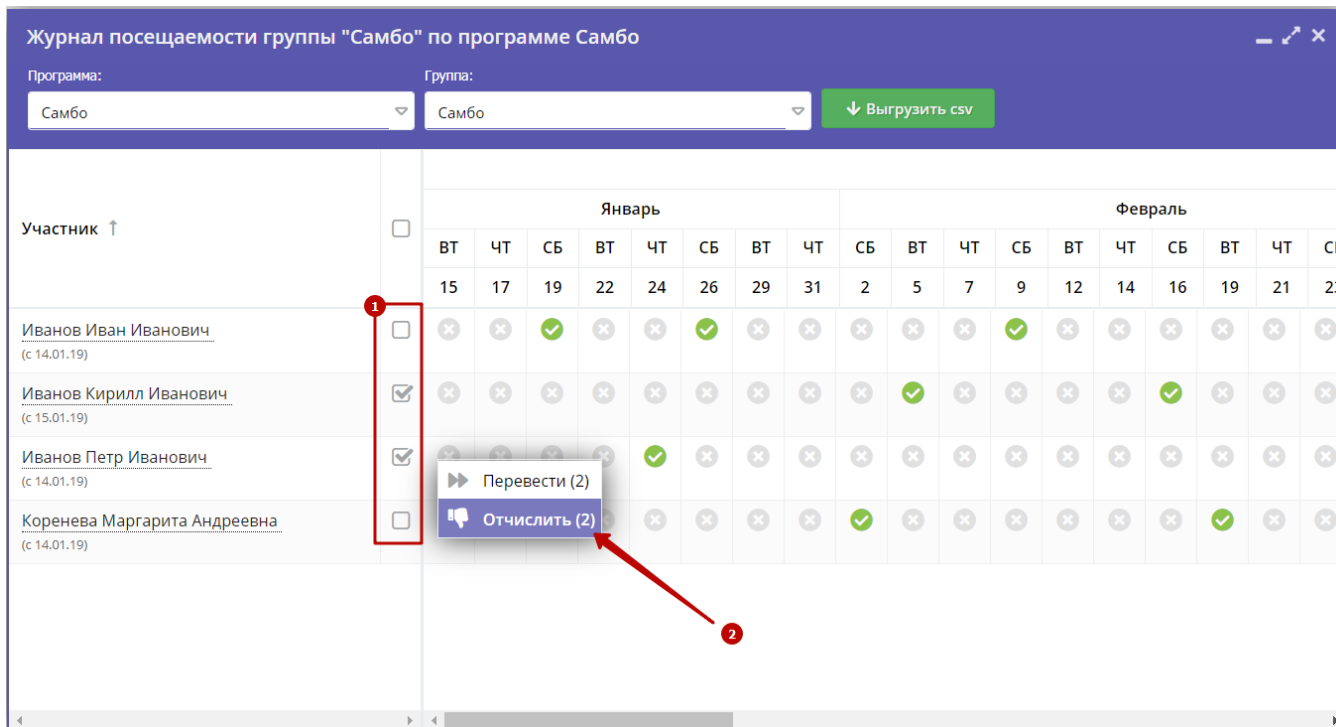 Журнал посещаемости группы "Самбо" по программе Самбо
Программа: Группа:
Самбо Самбо Выгрузить csv
Январь Февраль
Участник
ВТ ЧТ СБ ВТ ЧТ СБ ВТ ЧТ СБ ВТ ЧТ СБ ВТ ЧТ СБ ВТ ЧТ
15 17 19 22 24 26 29 31 2 5 7 9 12 14 16 19 21
1
Иванов Иван Иванович
(с 14.01.19)
Иванов Кирилл Иванович
(с 15.01.19)
Иванов Петр Иванович
(с 14.01.19)
Перевести (2)
Коренева Маргарита Андреевна
Отчислить (2)
(с 14.01.19)
2